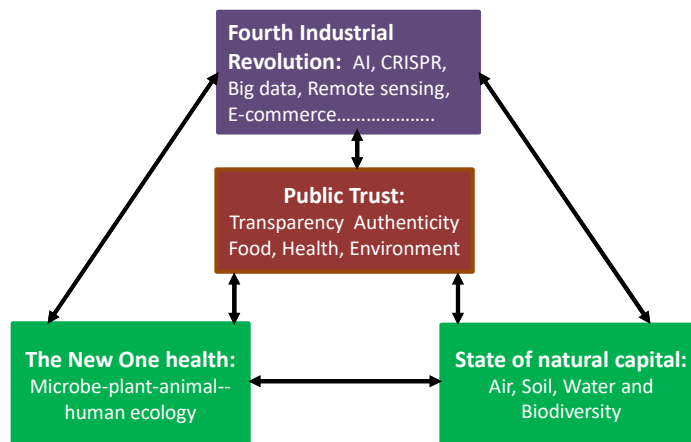 Fourth Industrial
Revolution: AI, CRISPR,
Big data, Remote sensing,
E-commerce………………..
Public Trust:
Transparency Authenticity
Food, Health, Environment
The New One health:
Microbe-plant-animal--
human ecology
State of natural capital:
Air, Soil, Water and
Biodiversity